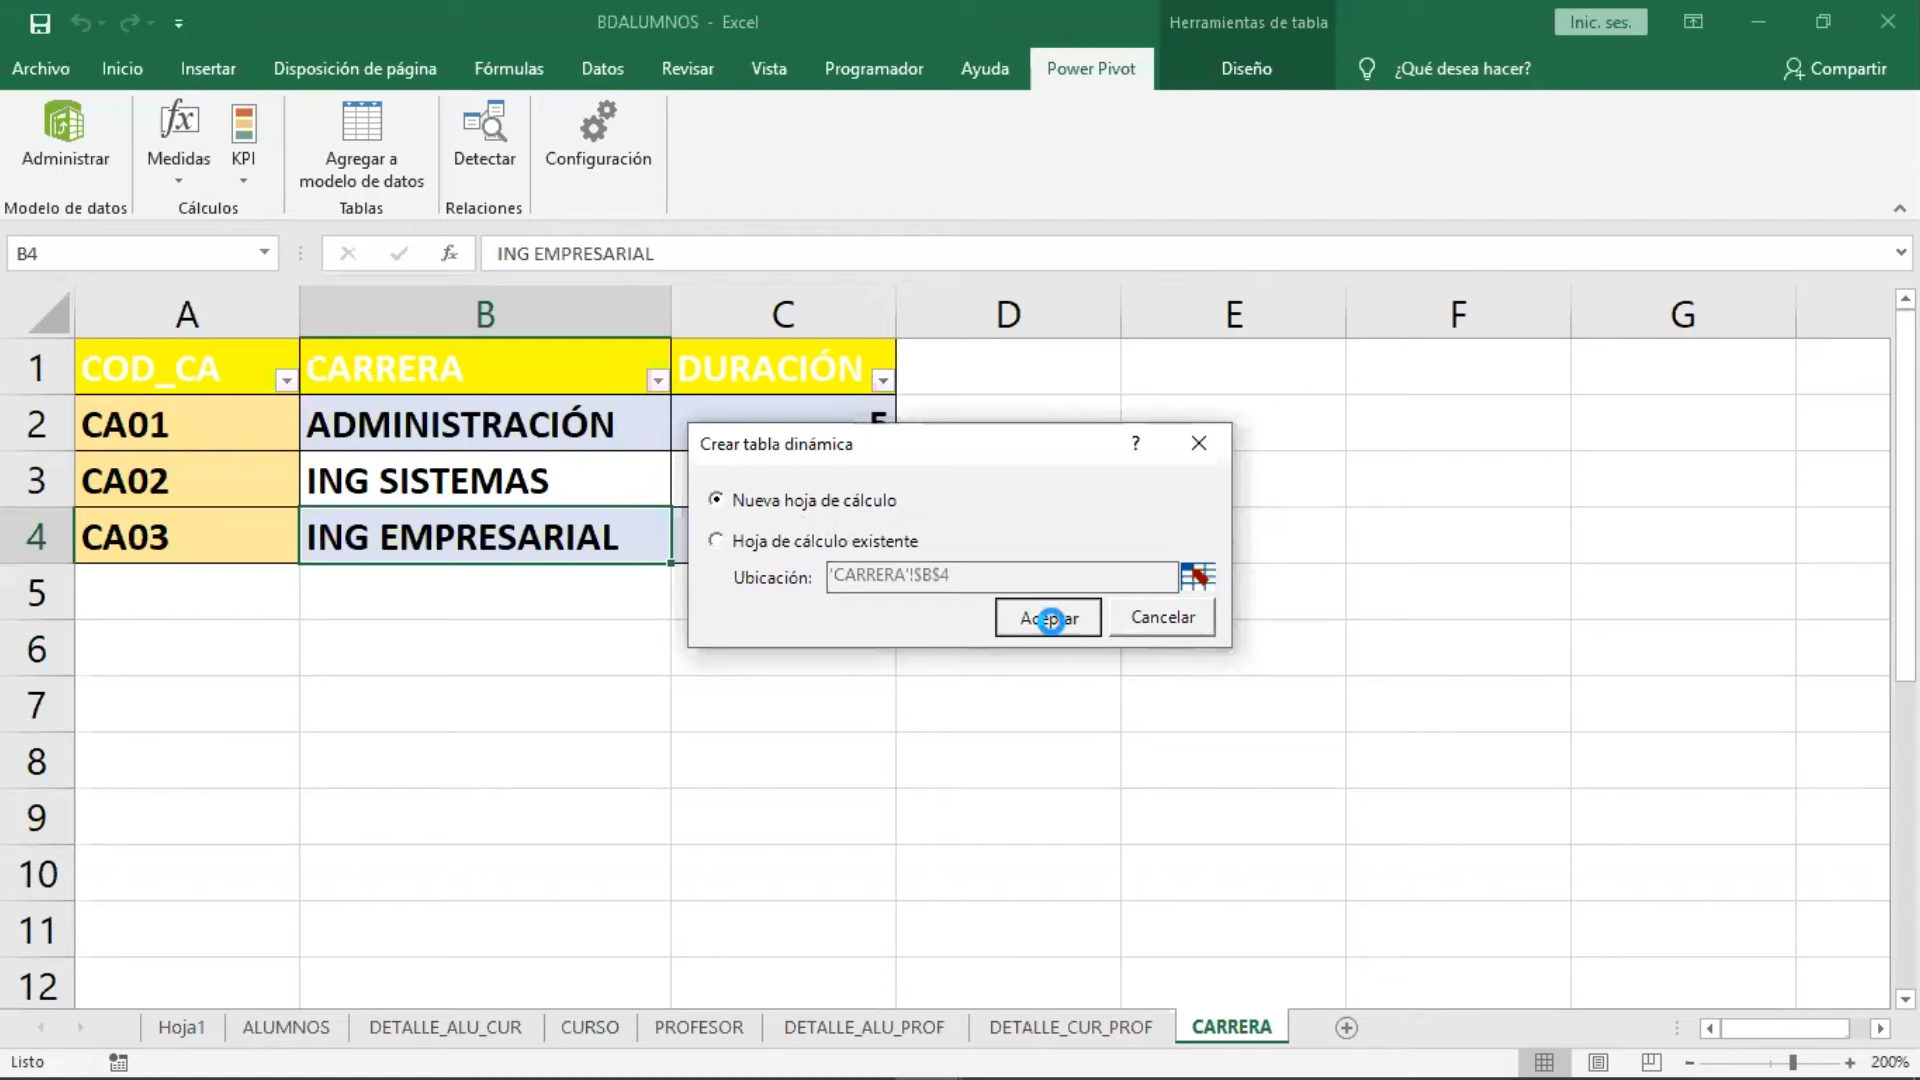 BDALUMNOS - Excel
Herramientas de tabla
Inic. ses.
Archivo Inicio Insertar Disposición de página Fórmulas Datos Revisar Vista Programador Ayuda Power Pivot Diseño ¿Qué desea hacer? Compartir
Administrar
Medidas
KPI
Agregar a
modelo de datos
Detectar
Configuración
Modelo de datos
Cálculos
Tablas
Relaciones
B4
fx
ING EMPRESARIAL
A B C D E F G
1 COD_CA CARRERA DURACIÓN
2 CA01 ADMINISTRACIÓN 5
3 CA02 ING SISTEMAS
4 CA03 ING EMPRESARIAL
5
6
7
8
9
10
11
12
Crear tabla dinámica
?
Nueva hoja de cálculo
Hoja de cálculo existente
Ubicación: 'CARRERA'!$B$4
Aceptar Cancelar
Hoja1 ALUMNOS DETALLE_ALU_CUR CURSO PROFESOR DETALLE_ALU_PROF DETALLE_CUR_PROF CARRERA
Listo
200%